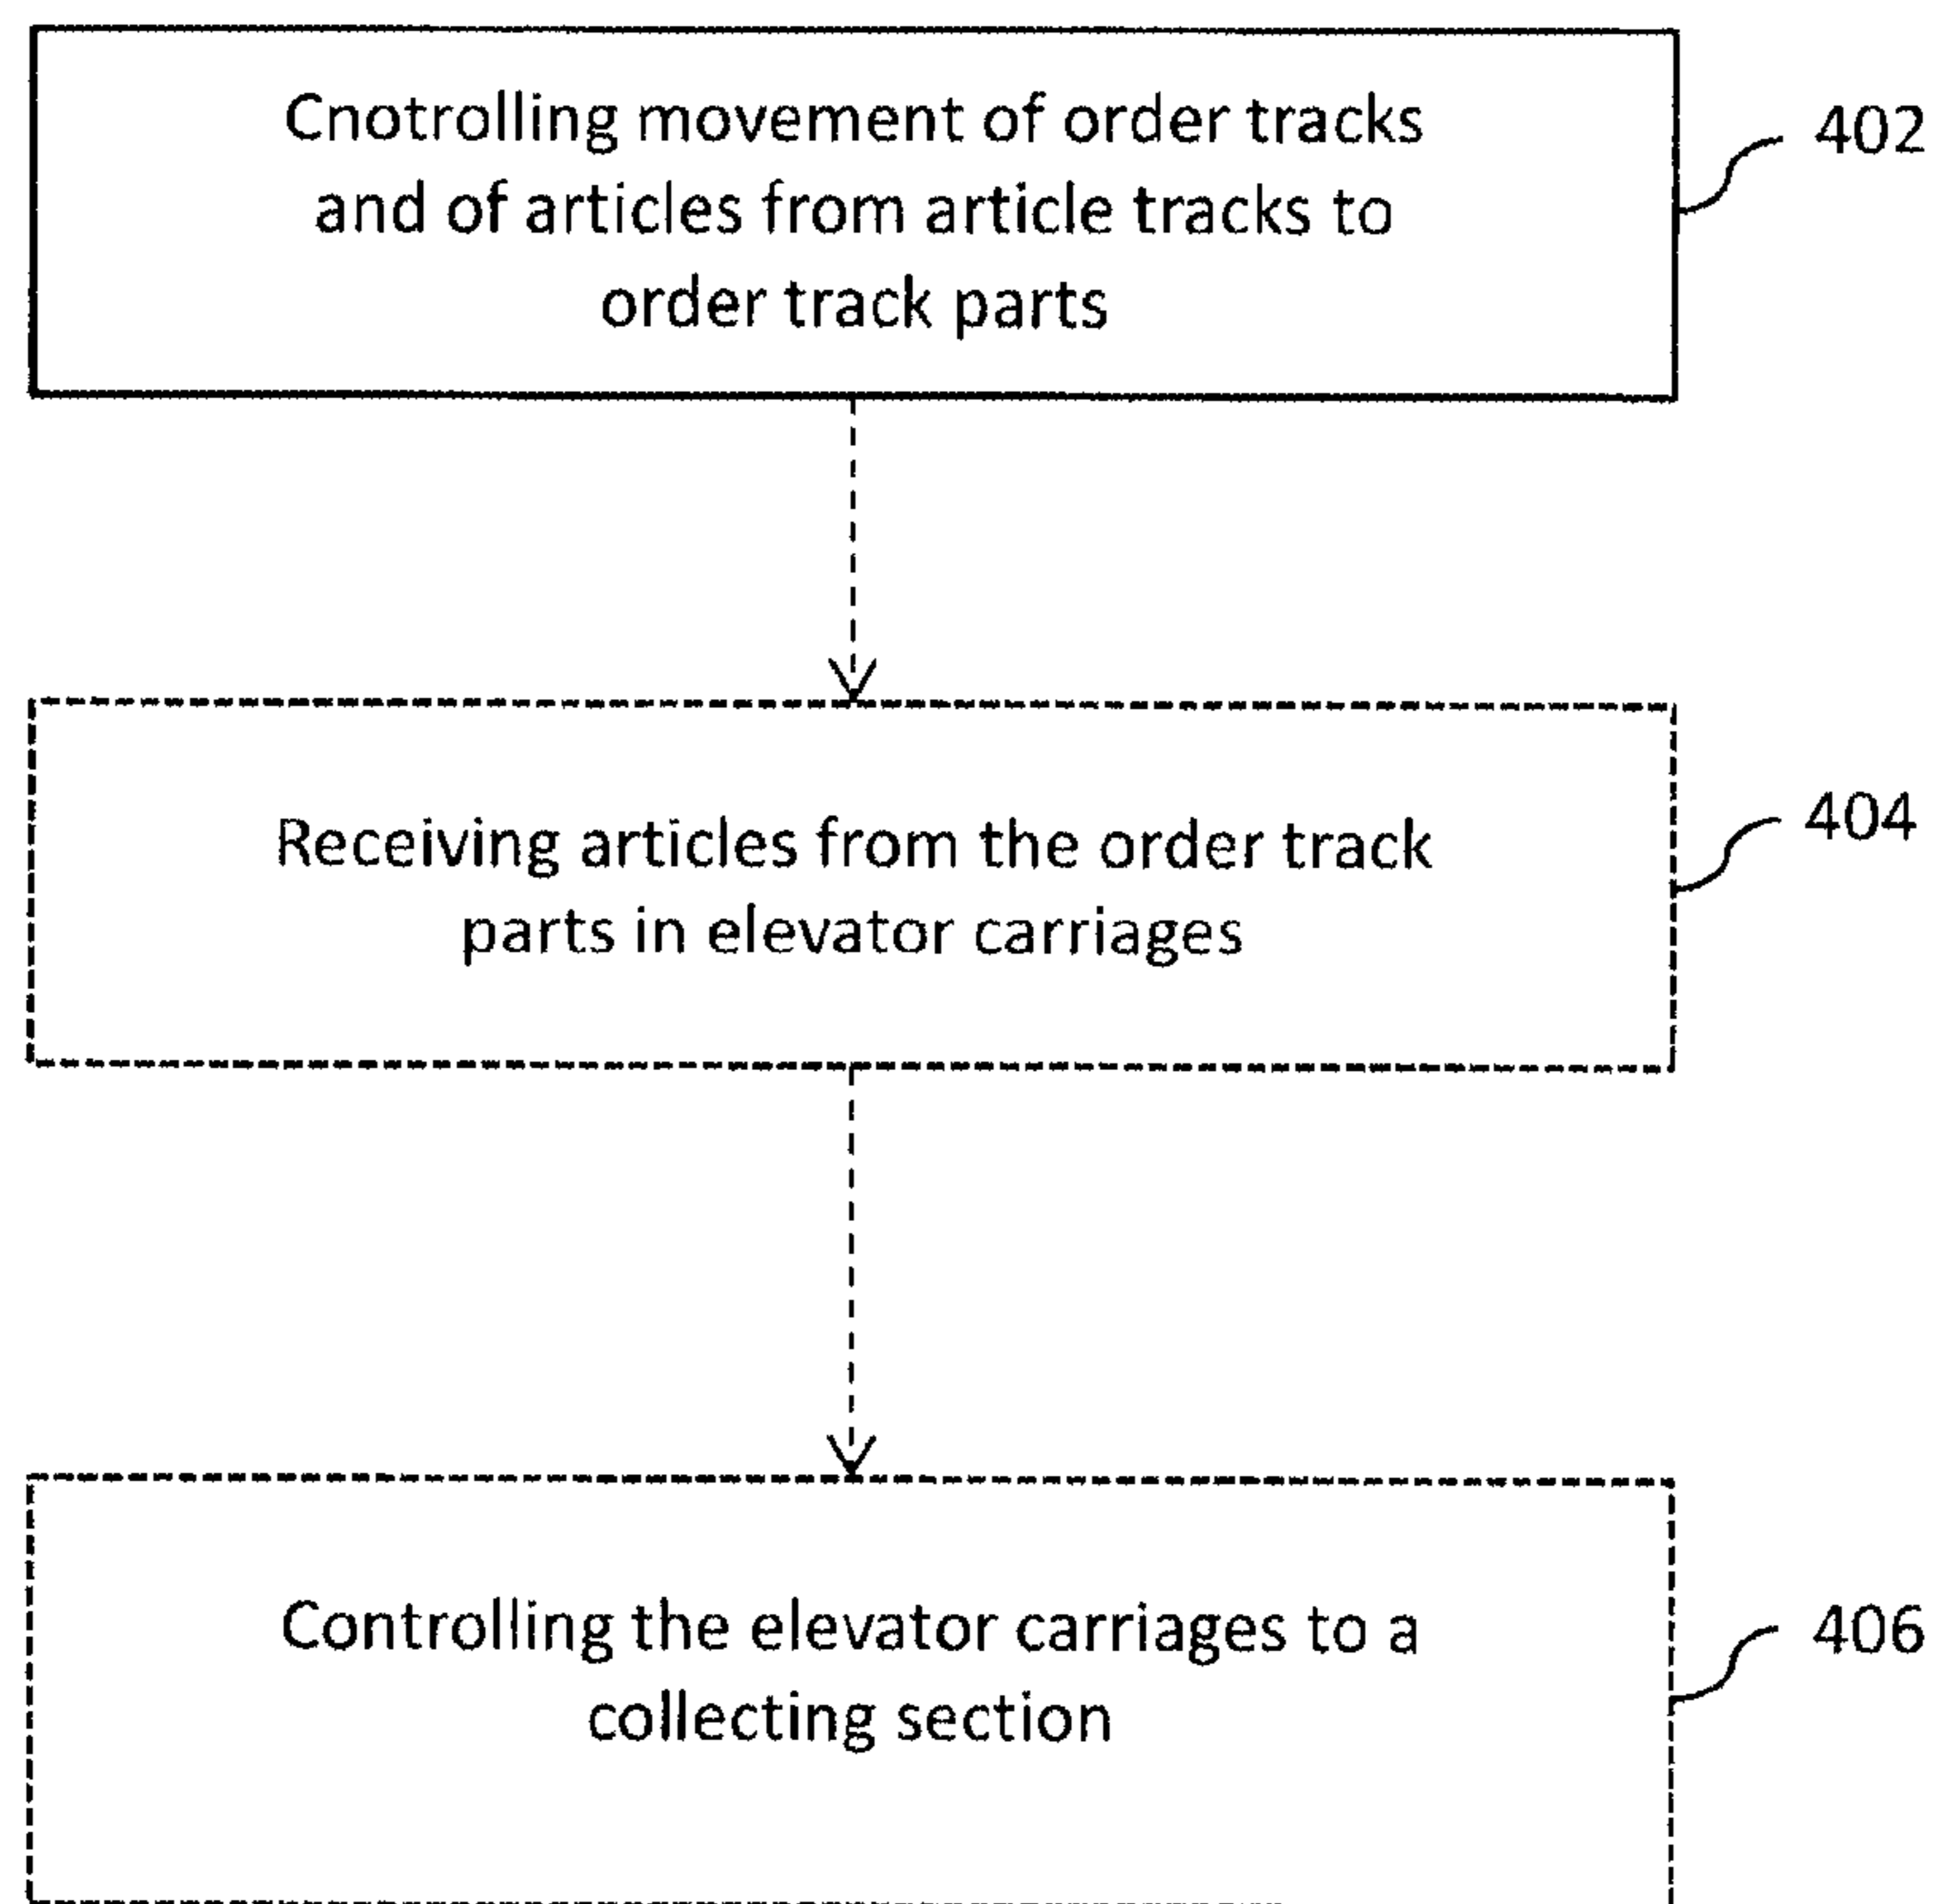 Cnotrolling movement of order tracks
and of articles from article tracks to
order track parts
402
Receiving articles from the order track
parts in elevator carriages
404
Controlling the elevator carriages to a
collecting section
406